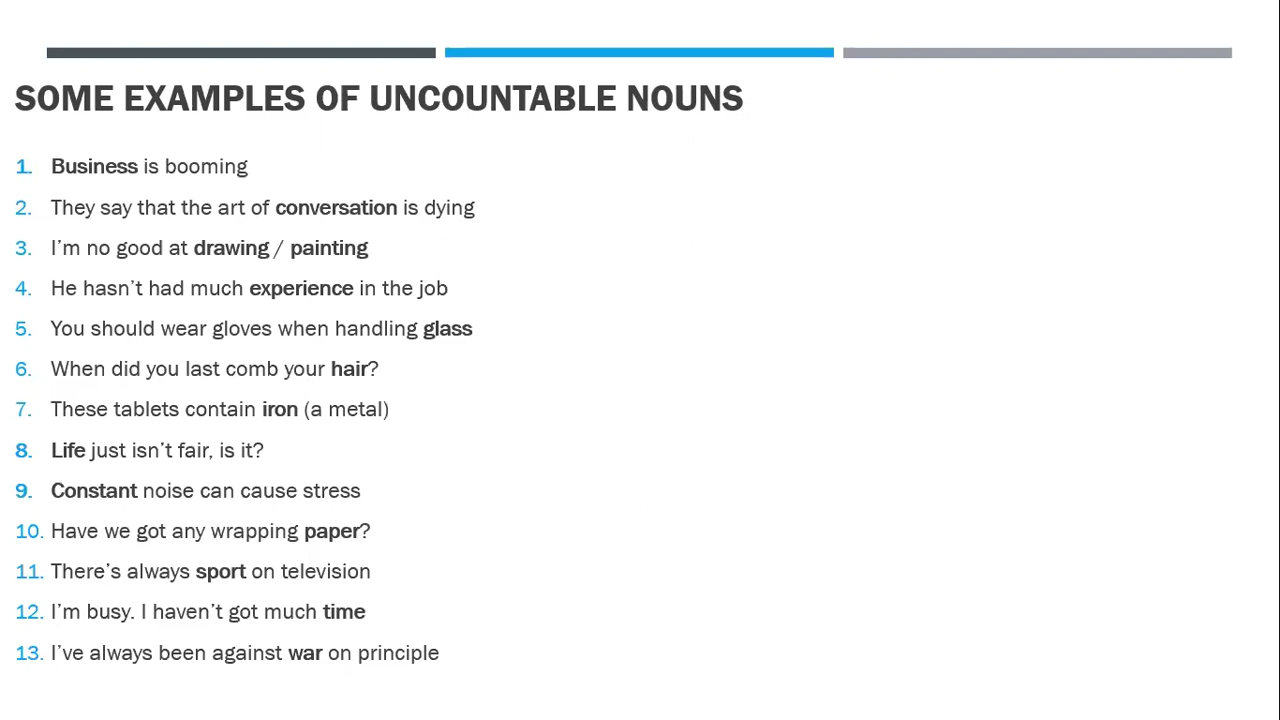 SOME EXAMPLES OF UNCOUNTABLE NOUNS
1. Business is booming
2. They say that the art of conversation is dying
3. I’m no good at drawing / painting
4. He hasn’t had much experience in the job
5. You should wear gloves when handling glass
6. When did you last comb your hair?
7. These tablets contain iron (a metal)
8. Life just isn’t fair, is it?
9. Constant noise can cause stress
10. Have we got any wrapping paper?
11. There’s always sport on television
12. I’m busy. I haven’t got much time
13. I’ve always been against war on principle